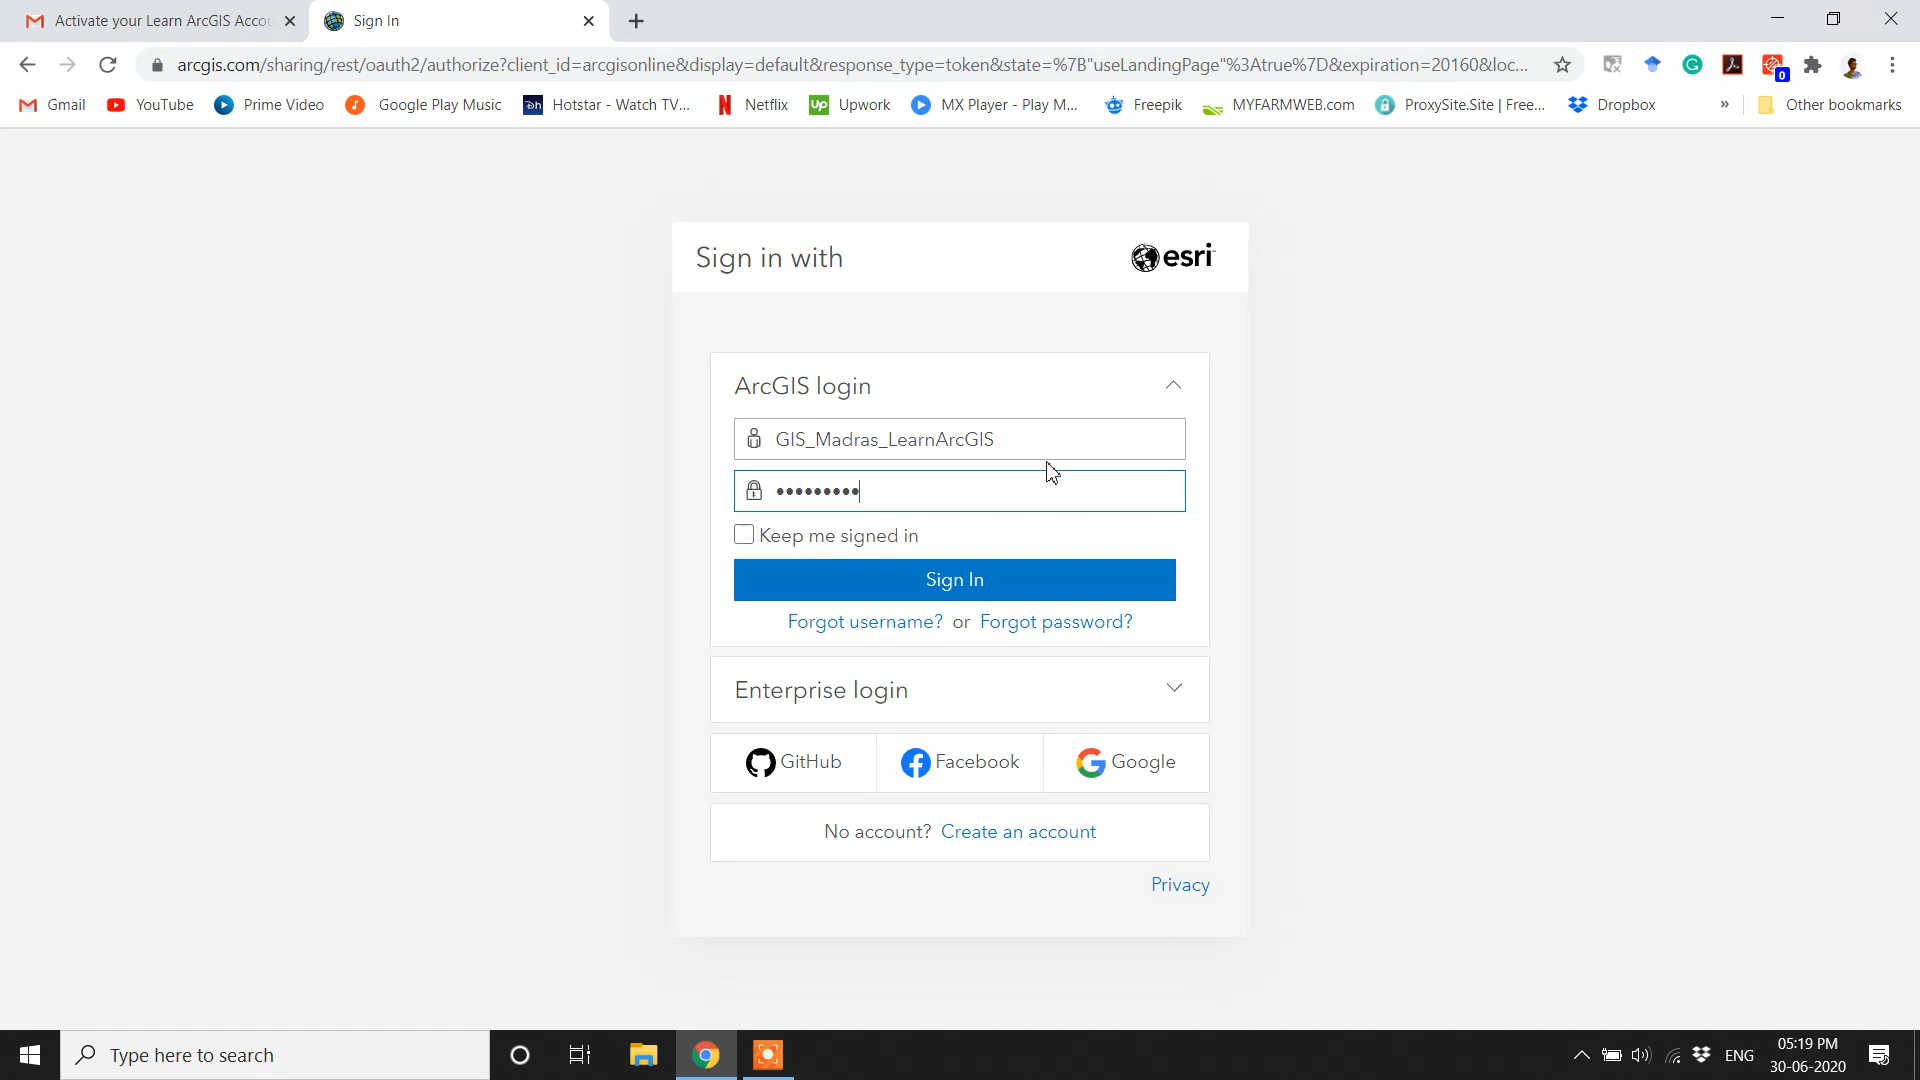 Activate your Learn ArcGIS Accou
Sign In
arcgis.com/sharing/rest/oauth2/authorize?client_id=arcgisonline&display=default&response_type=token&state=%7B"useLandingPage"%3Atrue%7D&expiration=20160&loc...
0
Gmail YouTube Prime Video Google Play Music Hotstar - Watch TV... Netflix Upwork MX Player - Play M... Freepik MYFARMWEB.com ProxySite.Site | Free... Dropbox » Other bookmarks
Sign in with
esri
ArcGIS login
GIS_Madras_LearnArcGIS
•••••••••
Keep me signed in
Sign In
Forgot username? or Forgot password?
Enterprise login
GitHub Facebook Google
No account? Create an account
Privacy
Type here to search
ENG
05:19 PM
30-06-2020